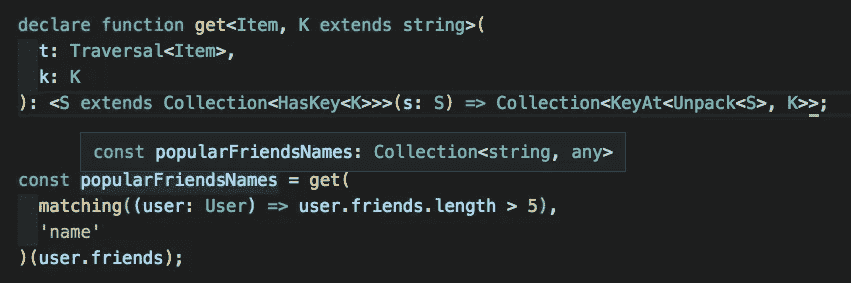 declare function get<Item, K extends string>(
t: Traversal<Item>,
k: K
): <S extends Collection<HasKey<K>>>(s: S) => Collection<KeyAt<Unpack<S>, K>>;
const popularFriendsNames: Collection<string, any>
const popularFriendsNames = get(
matching((user: User) => user.friends.length > 5),
'name'
)(user.friends);